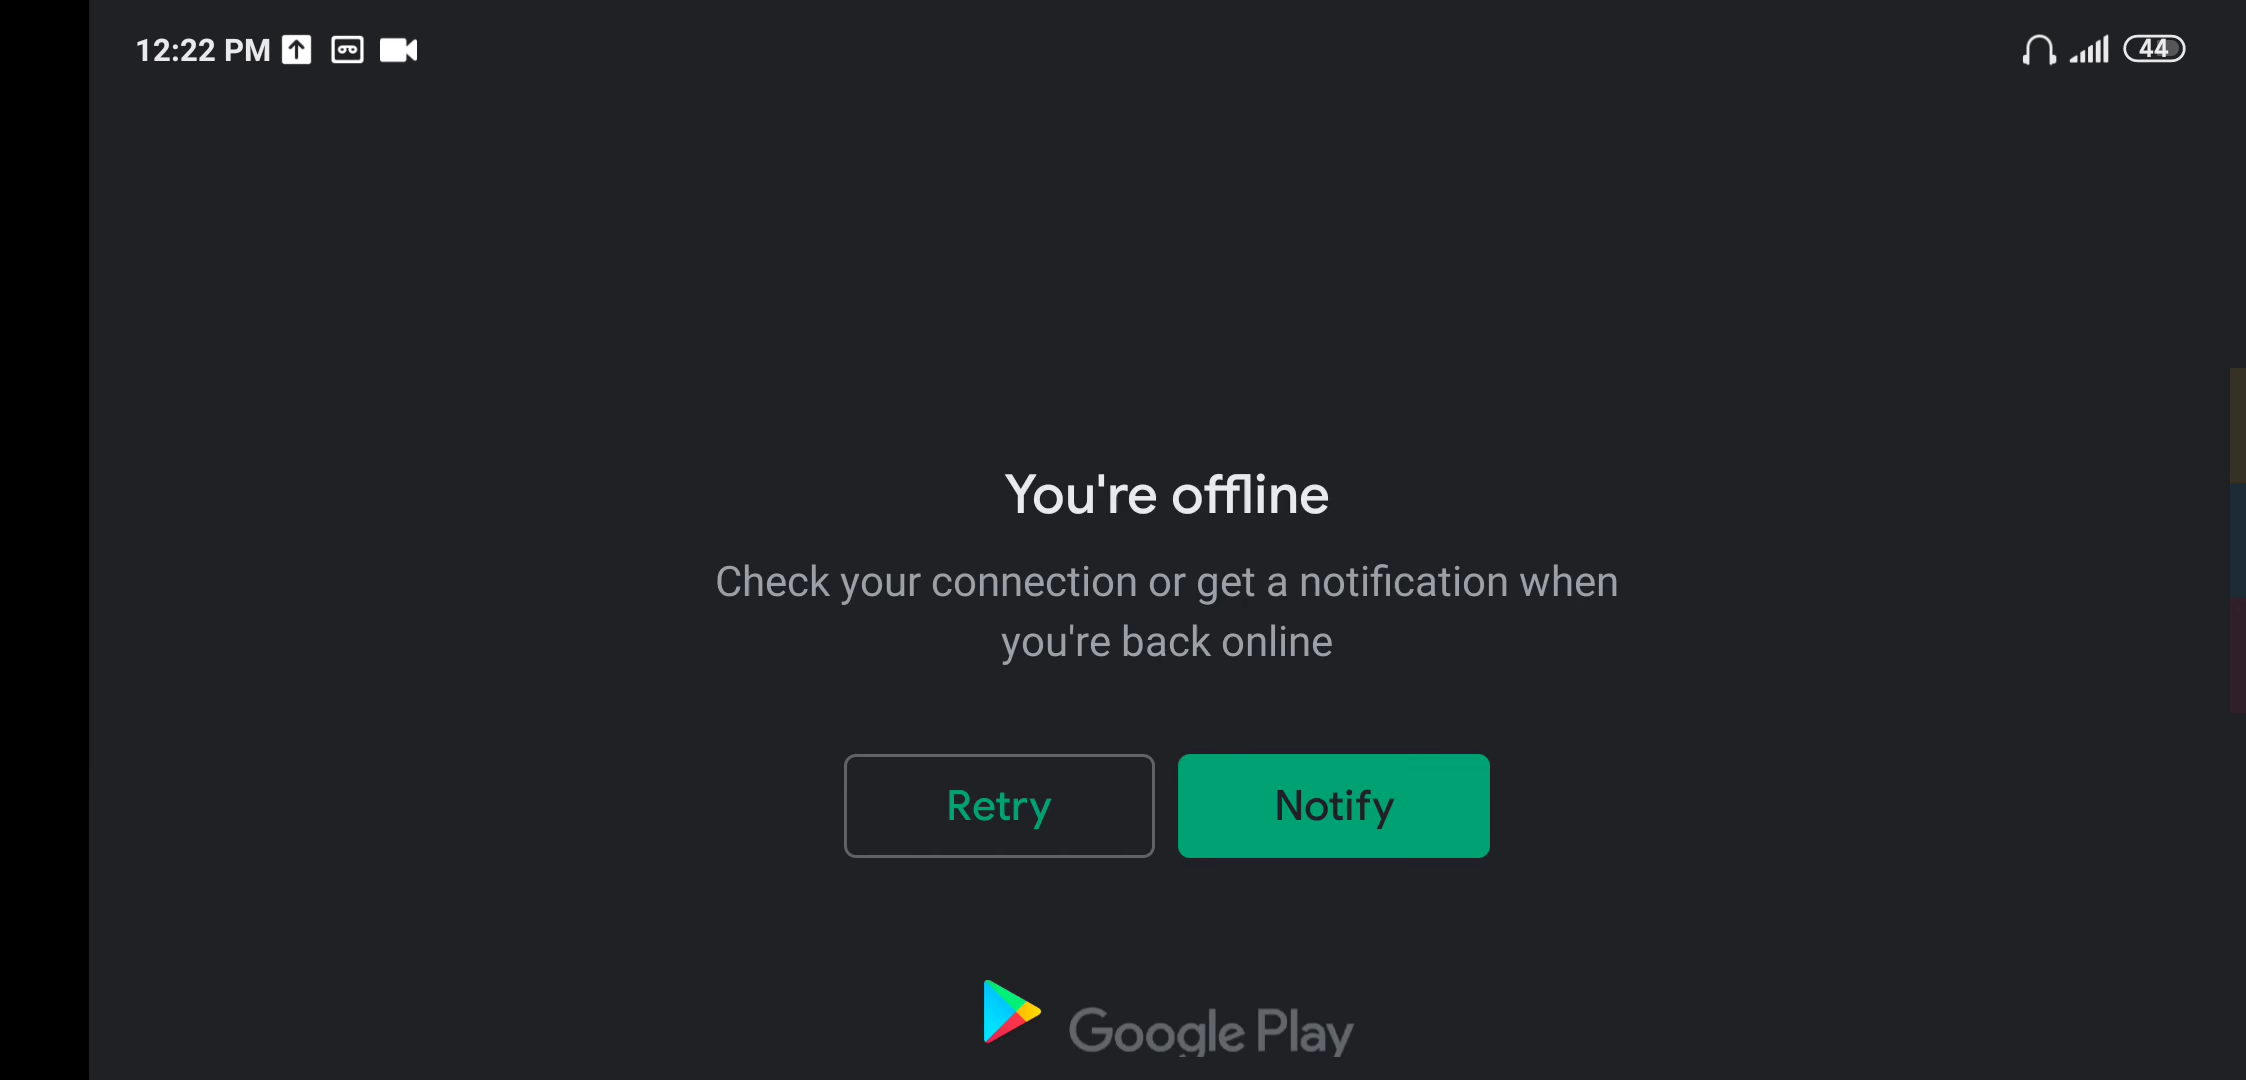 12:22 PM
44
You're offline
Check your connection or get a notification when
you're back online
Retry
Notify
Google Play